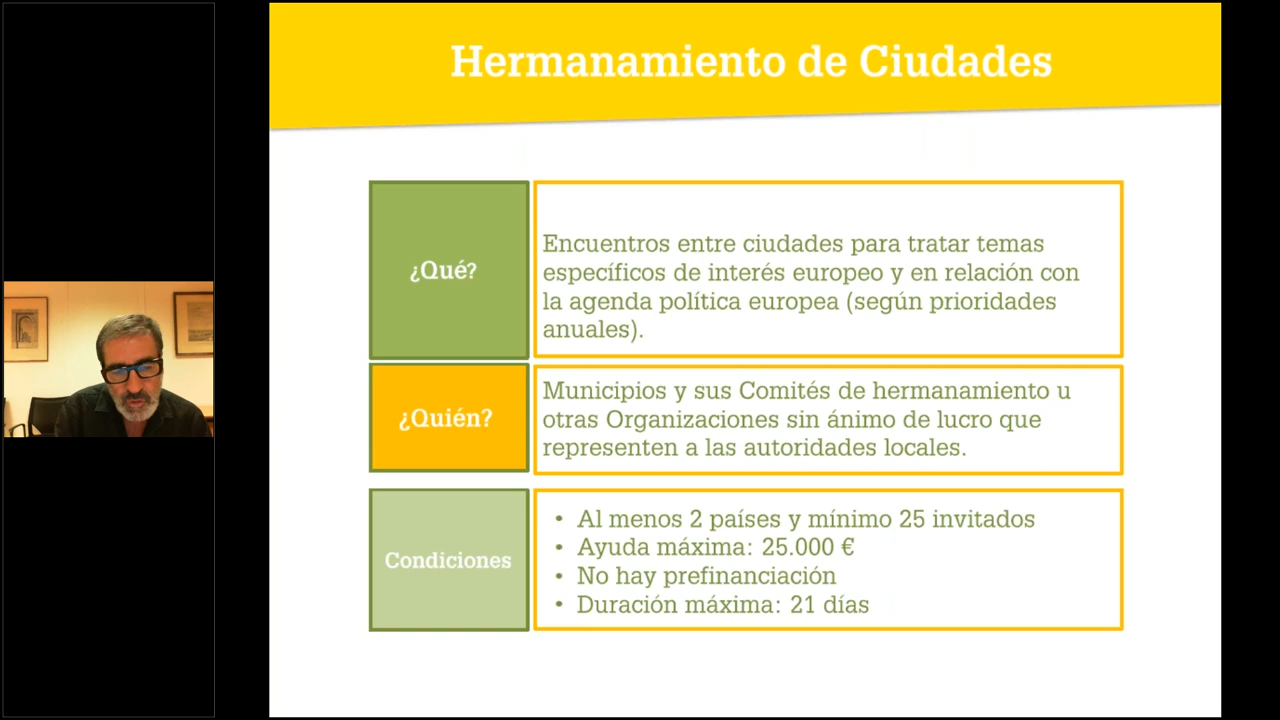 Hermanamiento de Ciudades
¿Qué?
Encuentros entre ciudades para tratar temas
específicos de interés europeo y en relación con
la agenda política europea (según prioridades
anuales).
¿Quién?
Municipios y sus Comités de hermanamiento u
otras Organizaciones sin ánimo de lucro que
representen a las autoridades locales.
Condiciones
• Al menos 2 países y mínimo 25 invitados
• Ayuda máxima: 25.000 €
• No hay prefinanciación
• Duración máxima: 21 días